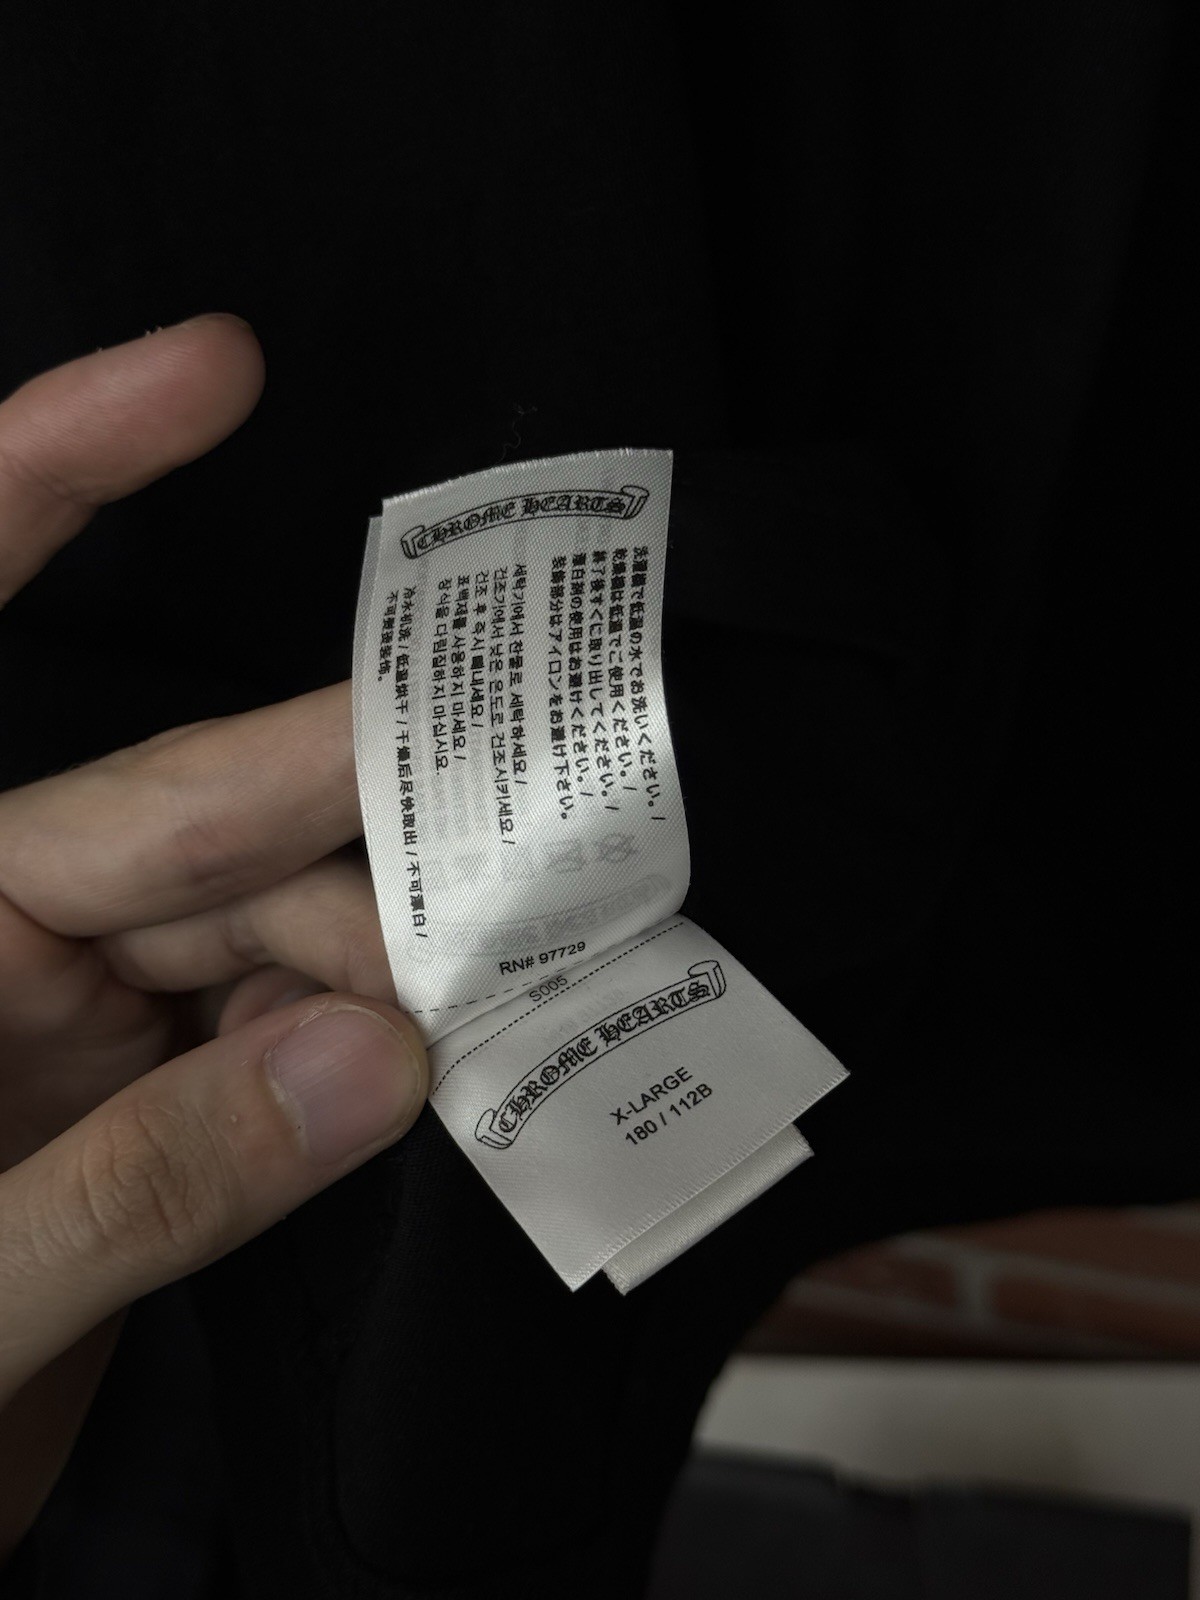 CHROME HEARTS
洗濯機で低温の水でお洗いください。/
乾燥機は低温でご使用ください。/
終了後すぐに取り出してください。/
漂白剤の使用はお避けください。/
装飾部分はアイロンをお避け下さい。
세탁기에서 찬물로 세탁하세요 /
건조기에서 낮은 온도로 건조시키세요 /
건조 후 즉시 빼내세요 /
표백제를 사용하지 마세요 /
장식을 다림질하지 마십시요.
冷水机洗 / 低温烘干 / 干燥后尽快取出 / 不可漂白 /
不可熨烫装饰。
RN# 97729
S005
CHROME HEARTS
X-LARGE
180 / 112B